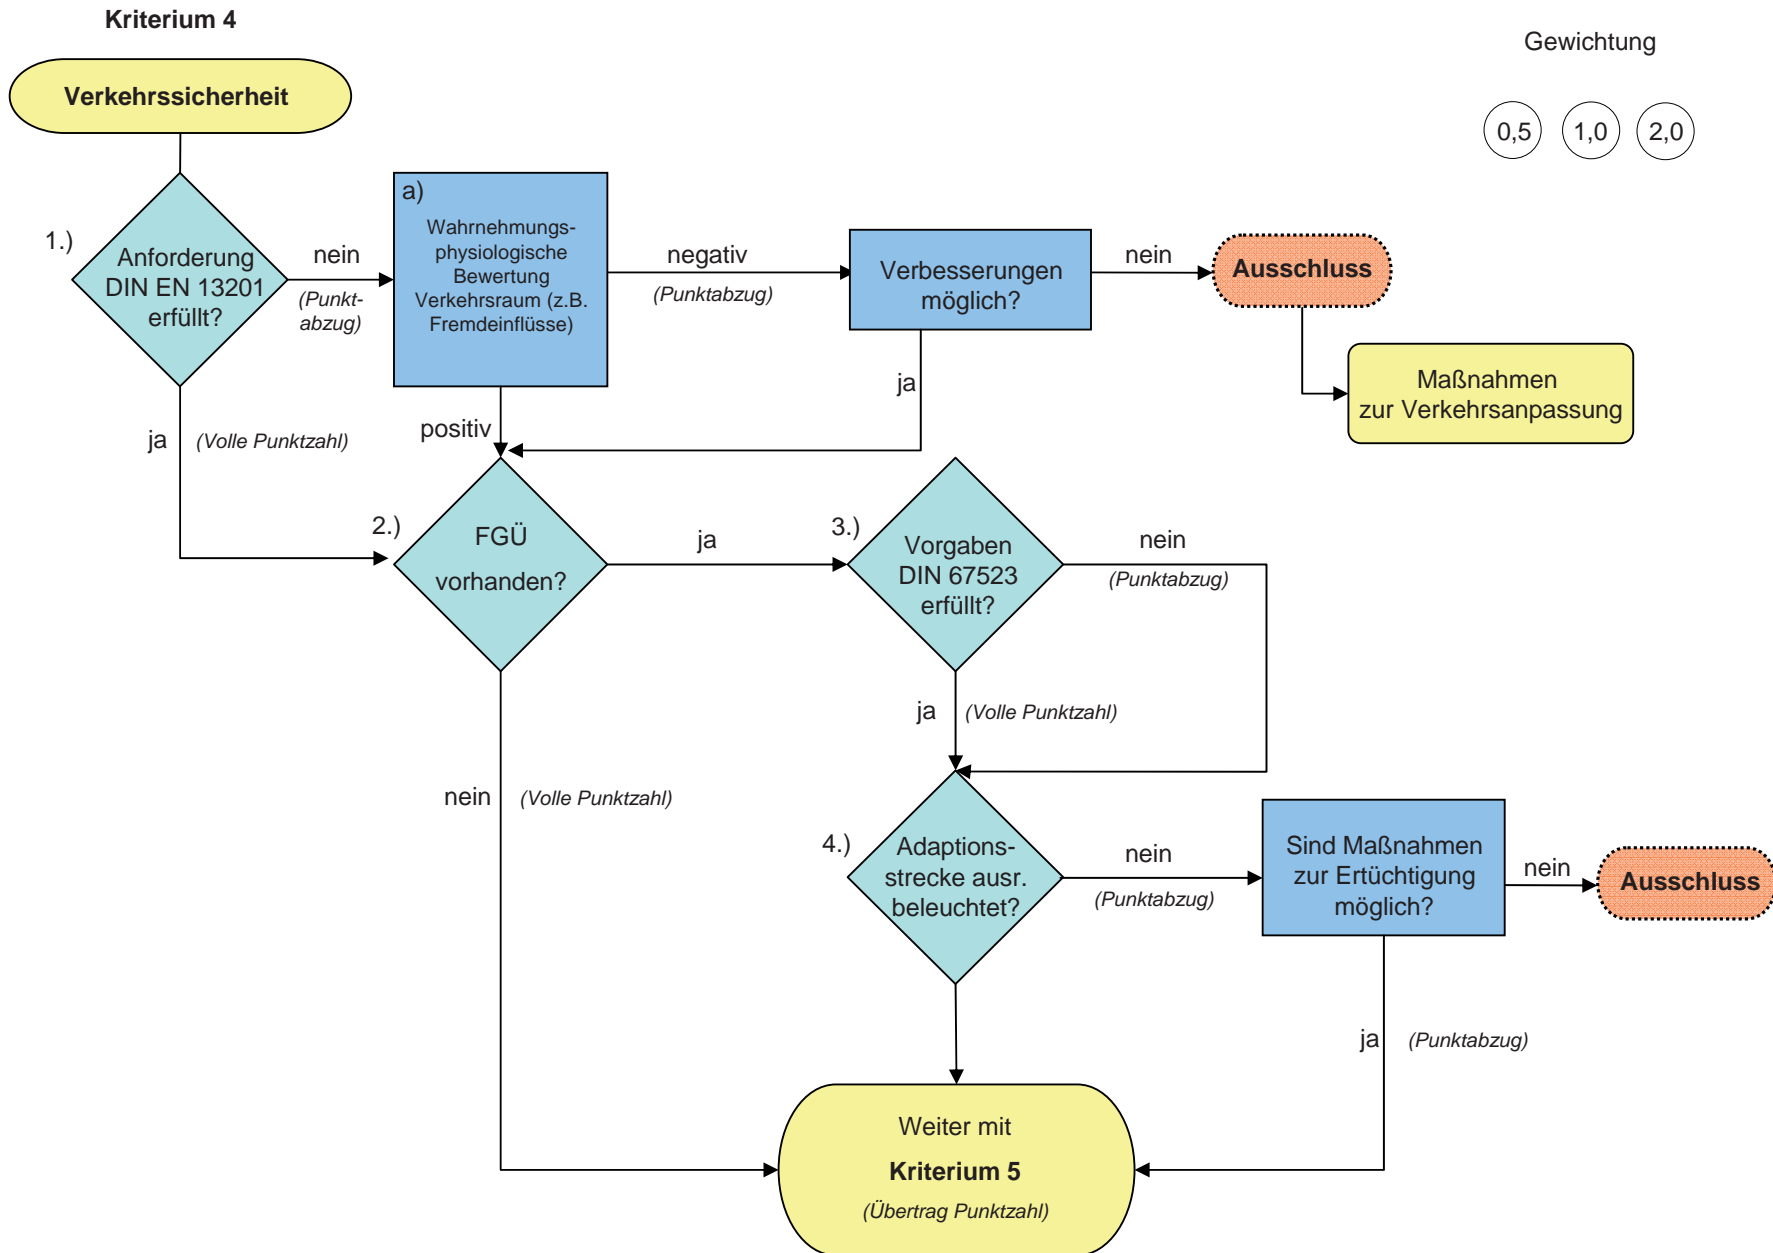 Kriterium 4
Gewichtung
Verkehrssicherheit
0,5 1,0 2,0
1.)
Anforderung
DIN EN 13201
erfüllt?
nein
(Punkt-
abzug)
a)
Wahrnehmungs-
physiologische
Bewertung
Verkehrsraum (z.B.
Fremdeinflüsse)
negativ
(Punktabzug)
Verbesserungen
möglich?
nein
Ausschluss
Maßnahmen
zur Verkehrsanpassung
ja
positiv
ja (Volle Punktzahl)
2.)
FGÜ
vorhanden?
ja
3.)
Vorgaben
DIN 67523
erfüllt?
nein
(Punktabzug)
ja (Volle Punktzahl)
nein (Volle Punktzahl)
4.)
Adaptions-
strecke ausr.
beleuchtet?
nein
(Punktabzug)
Sind Maßnahmen
zur Ertüchtigung
möglich?
nein
Ausschluss
ja (Punktabzug)
Weiter mit
Kriterium 5
(Übertrag Punktzahl)